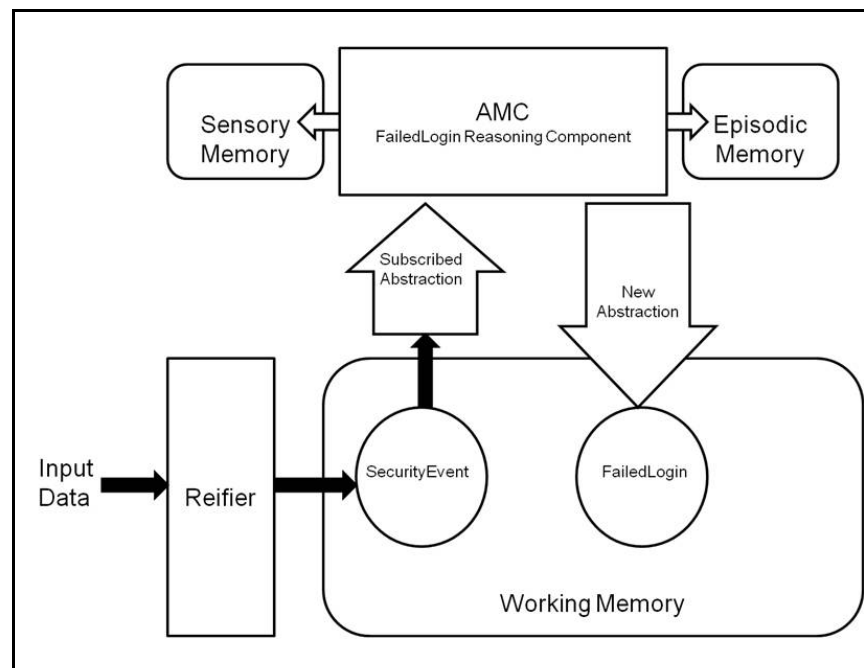 Sensory
Memory
AMC
FailedLogin Reasoning Component
Episodic
Memory
Subscribed
Abstraction
New
Abstraction
Input
Data
Reifier
SecurityEvent
FailedLogin
Working Memory